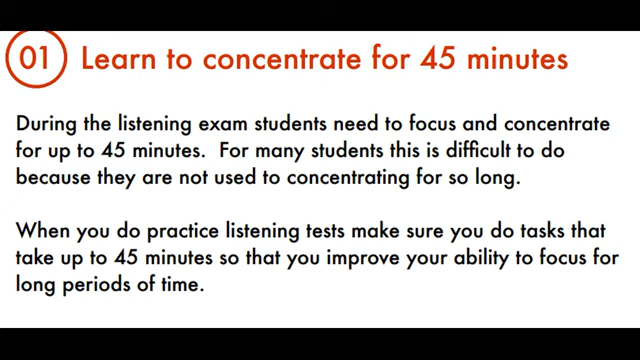 01 Learn to concentrate for 45 minutes
During the listening exam students need to focus and concentrate
for up to 45 minutes. For many students this is difficult to do
because they are not used to concentrating for so long.
When you do practice listening tests make sure you do tasks that
take up to 45 minutes so that you improve your ability to focus for
long periods of time.